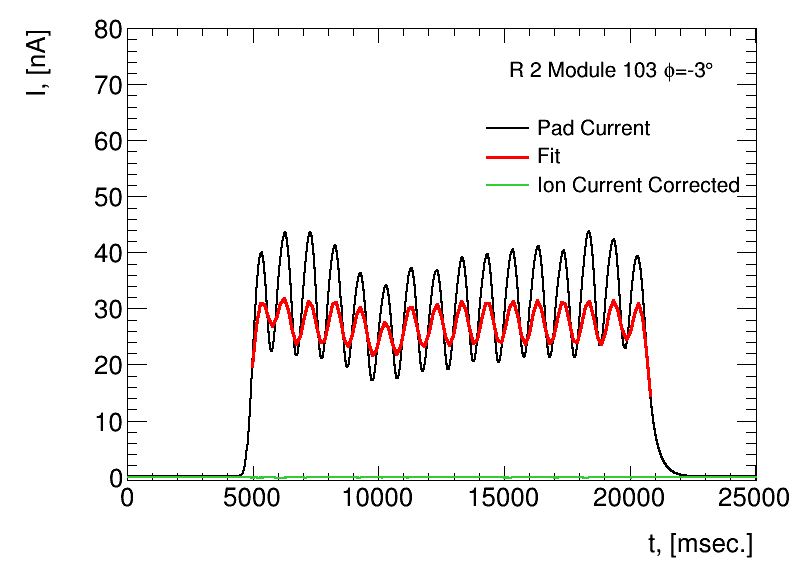 I, [nA]
80
70
60
50
40
30
20
10
0
R 2 Module 103 ϕ=-3°
Pad Current
Fit
Ion Current Corrected
0 5000 10000 15000 20000 25000
t, [msec.]